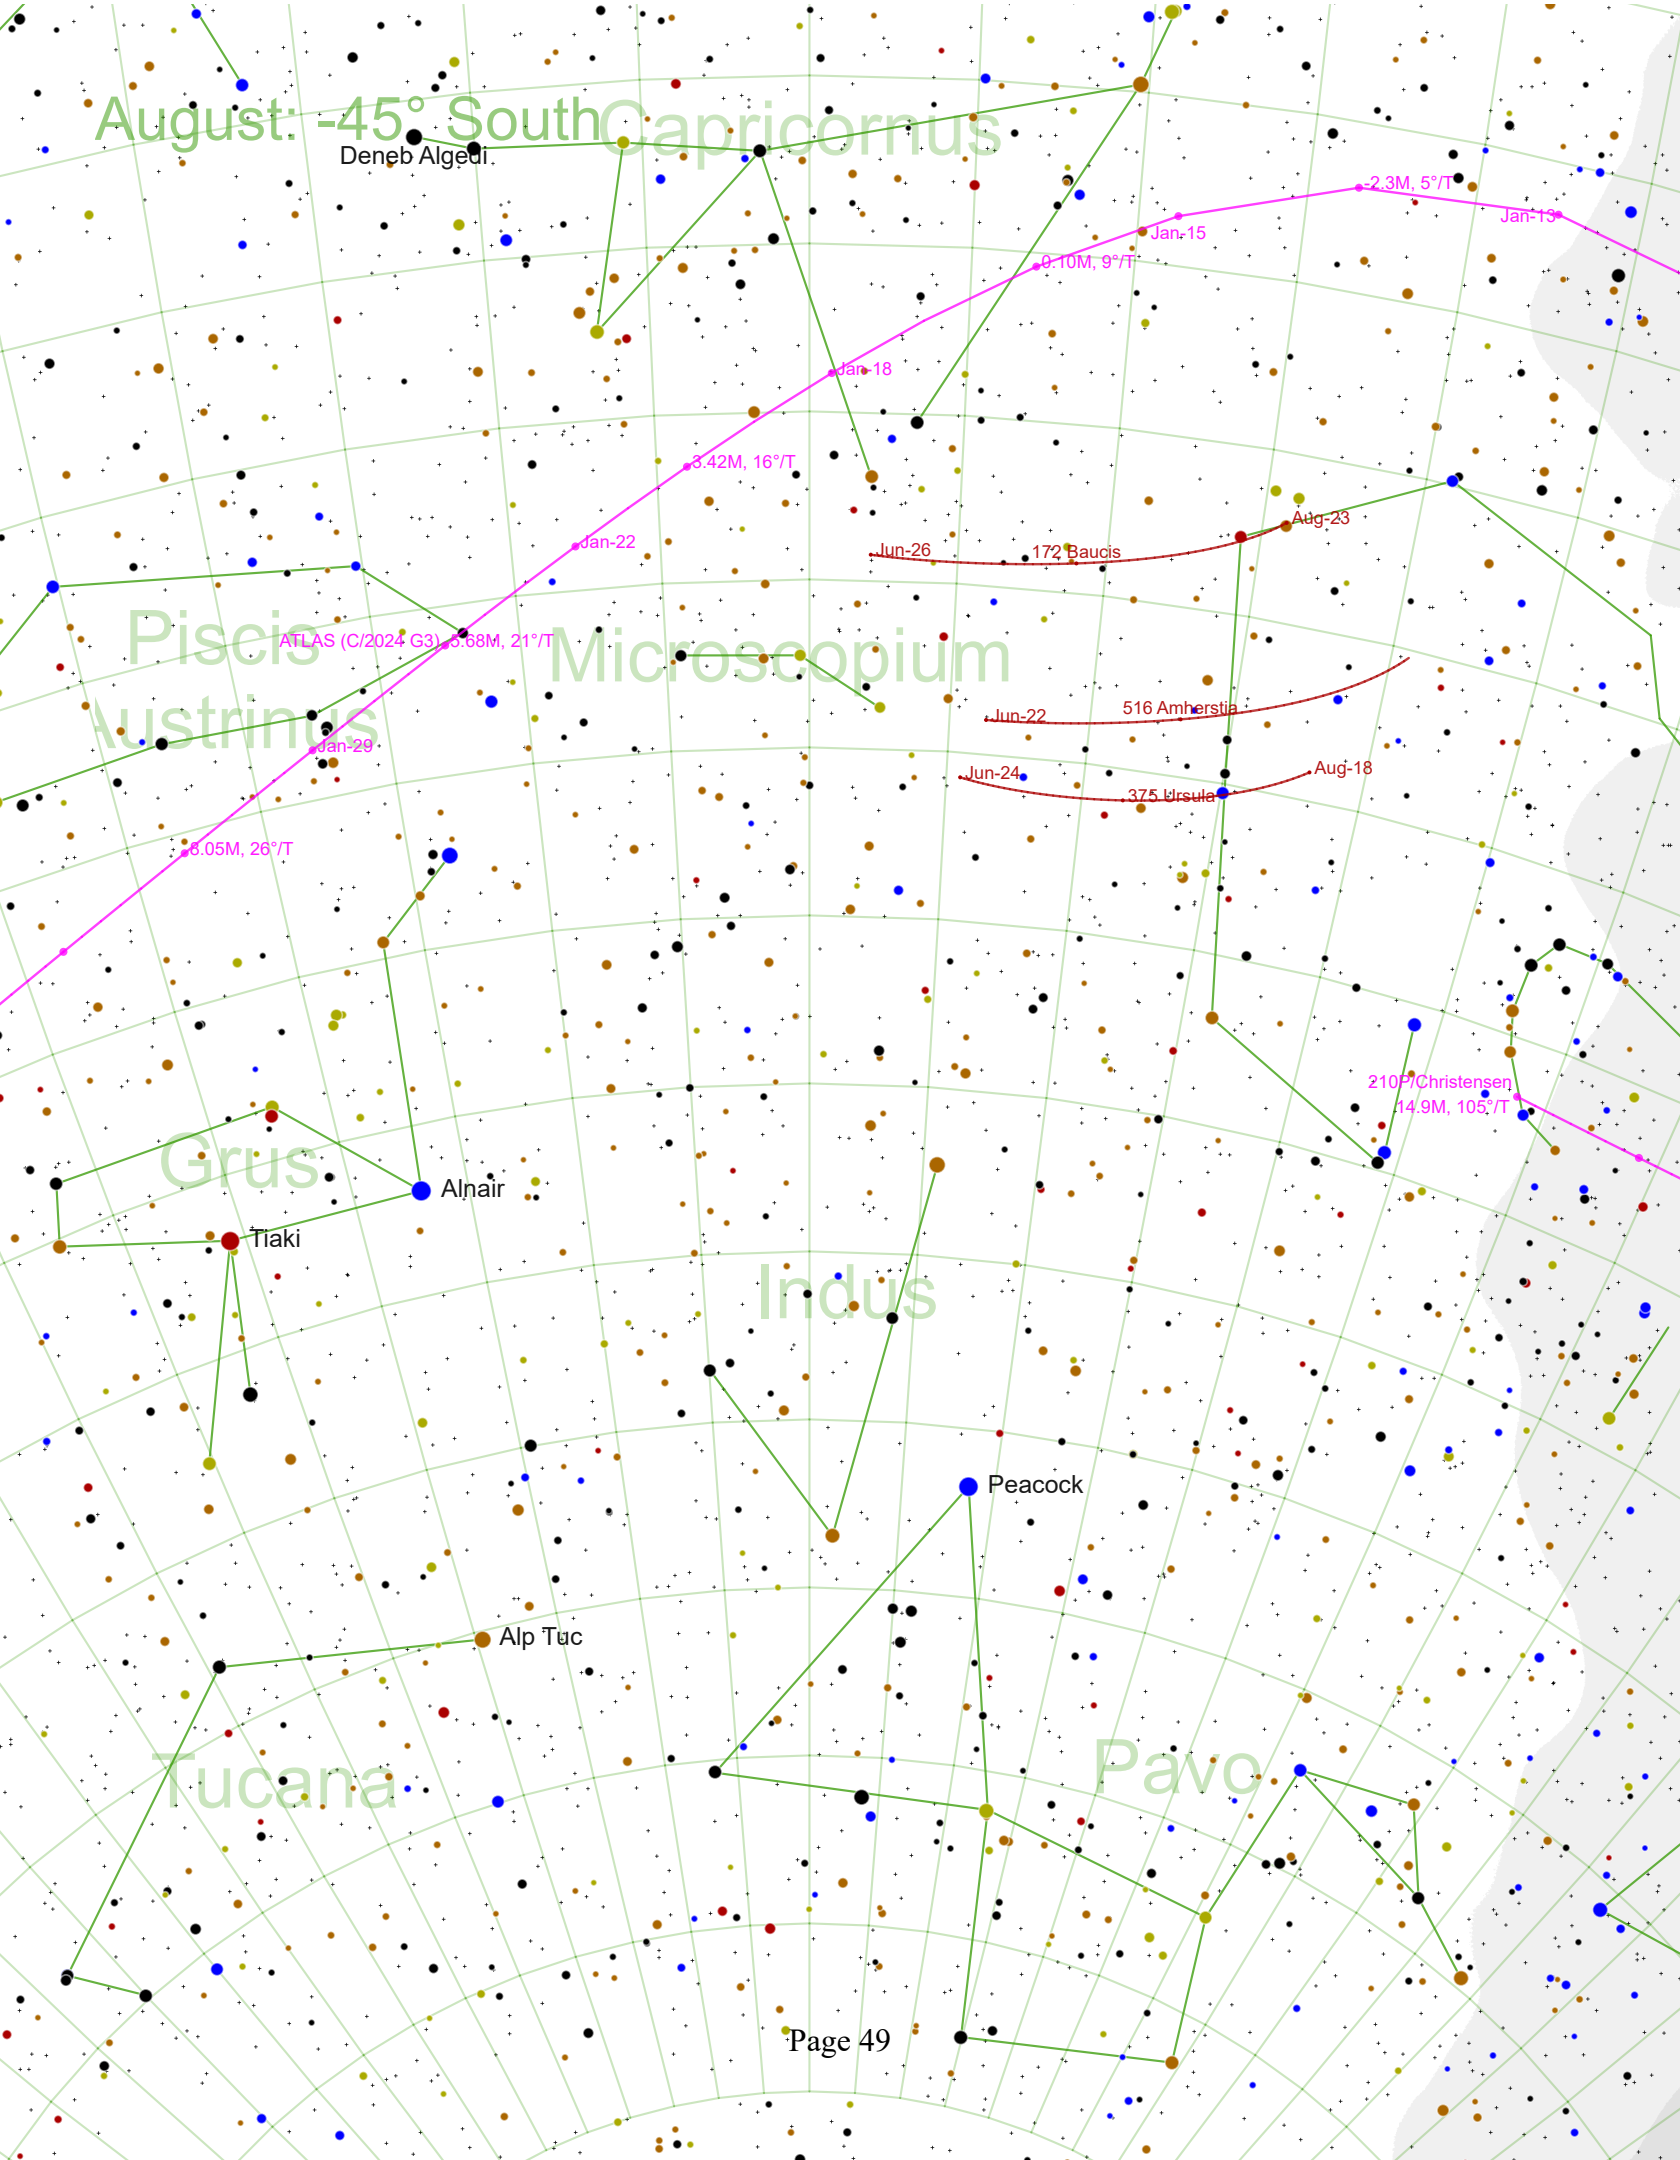 August: -45° South
Capricornus
Deneb Algedi
-2.3M, 5°/T
Jan-13
Jan-15
0.10M, 9°/T
Jan-18
3.42M, 16°/T
Jan-22
Aug-23
Jun-26
172 Baucis
Piscis
Austrinus
ATLAS (C/2024 G3)
5.68M, 21°/T
Microscopium
Jan-29
Jun-22
516 Amherstia
Jun-24
375 Ursula
Aug-18
8.05M, 26°/T
210P/Christensen
14.9M, 105°/T
Grus
Alnair
Tiaki
Indus
Peacock
Alp Tuc
Tucana
Pavo
Page 49